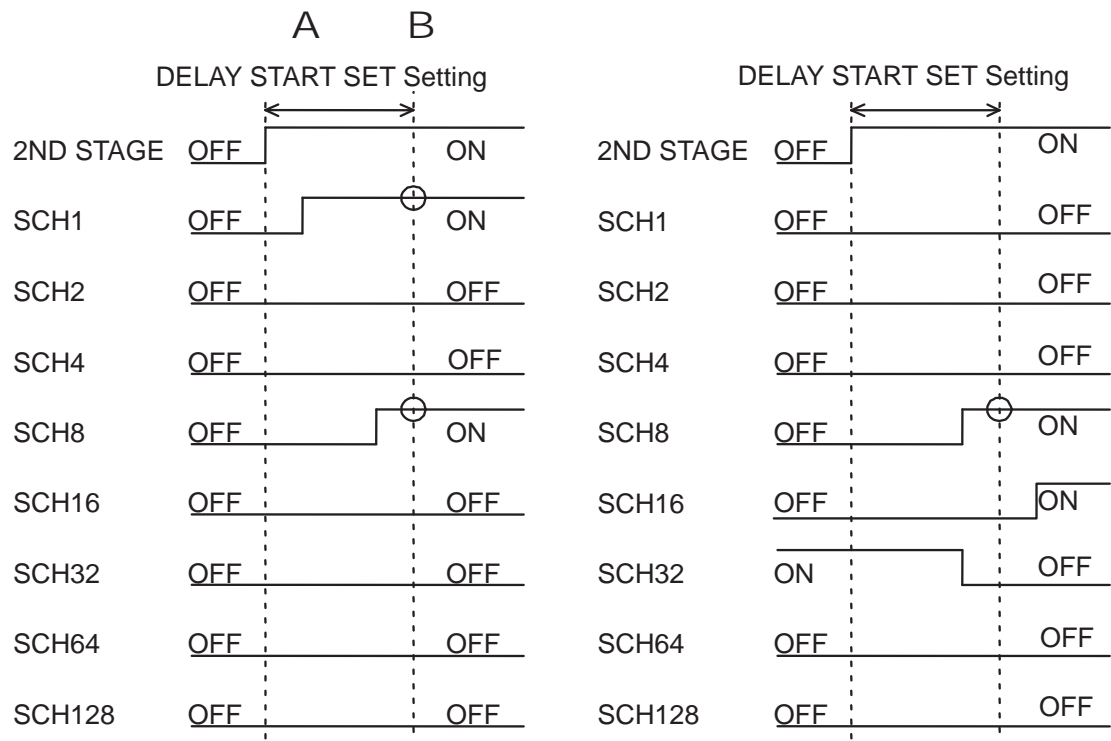 A B
DELAY START SET Setting DELAY START SET Setting
2ND STAGE OFF ON 2ND STAGE OFF ON
SCH1 OFF ON SCH1 OFF OFF
SCH2 OFF OFF SCH2 OFF OFF
SCH4 OFF OFF SCH4 OFF OFF
SCH8 OFF ON SCH8 OFF ON
SCH16 OFF OFF SCH16 OFF ON
SCH32 OFF OFF SCH32 ON OFF
SCH64 OFF OFF SCH64 OFF OFF
SCH128 OFF OFF SCH128 OFF OFF